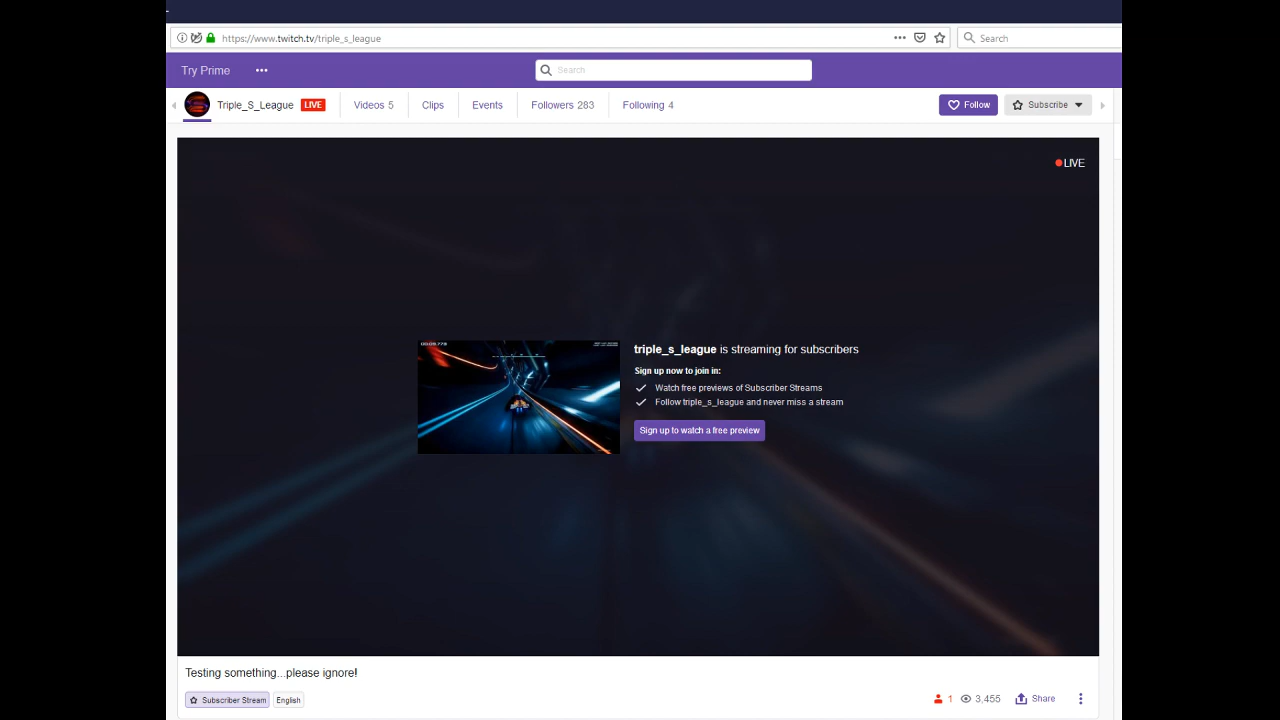 https://www.twitch.tv/triple_s_league
Search
Try Prime
Search
Triple_S_League LIVE Videos 5 Clips Events Followers 283 Following 4 Follow Subscribe
LIVE
triple_s_league is streaming for subscribers
Sign up now to join in:
Watch free previews of Subscriber Streams
Follow triple_s_league and never miss a stream
Sign up to watch a free preview
Testing something...please ignore!
Subscriber Stream English 1 3,455 Share